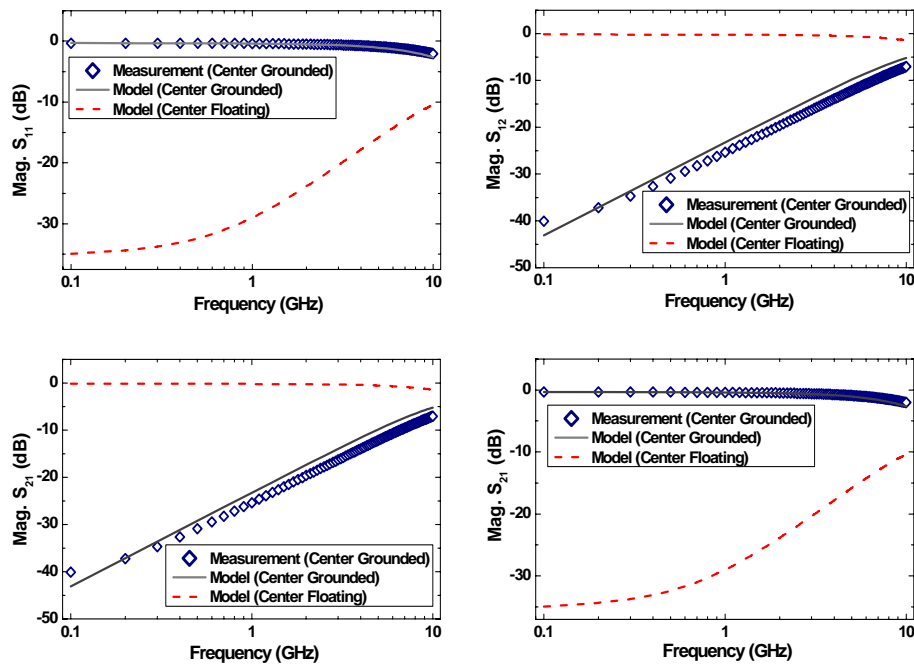 0
-10
-20
-30
Mag. S11 (dB)
Measurement (Center Grounded)
Model (Center Grounded)
Model (Center Floating)
0.1
1
10
Frequency (GHz)
0
-10
-20
-30
-40
-50
Mag. S12 (dB)
Measurement (Center Grounded)
Model (Center Grounded)
Model (Center Floating)
0.1
1
10
Frequency (GHz)
0
-10
-20
-30
-40
-50
Mag. S21 (dB)
Measurement (Center Grounded)
Model (Center Grounded)
Model (Center Floating)
0.1
1
10
Frequency (GHz)
0
-10
-20
-30
Mag. S21 (dB)
Measurement (Center Grounded)
Model (Center Grounded)
Model (Center Floating)
0.1
1
10
Frequency (GHz)